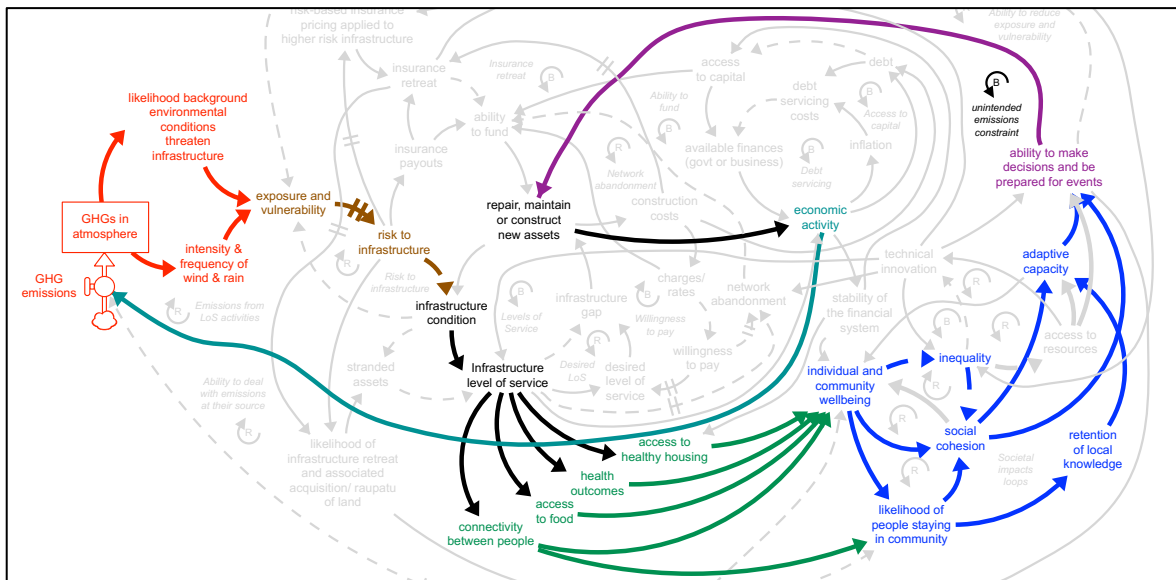 risk-based insurance
pricing applied to
higher risk infrastructure
insurance
retreat
Insurance
retreat
B
access
to capital
debt
Ability to reduce
exposure and
vulnerability
B
unintended
emissions
constraint
likelihood background
environmental
conditions
threaten
infrastructure
ability
to fund
Ability to
fund
R
debt
servicing
costs
Access to
capital
B
insurance
payouts
available finances
(govt or business)
inflation
ability to make
decisions and be
prepared for events
R
Network
abandonment
Debt
servicing
B
exposure and
vulnerability
construction
costs
GHGs in
atmosphere
repair, maintain
or construct
new assets
economic
activity
risk to
infrastructure
intensity &
frequency of
wind & rain
technical
innovation
adaptive
capacity
GHG
emissions
Risk to
infrastructure
R
charges/
rates
network
abandonment
Emissions from
LoS activities
R
infrastructure
condition
B
Levels of
Service
infrastructure
gap
B
Willingness
to pay
stability of
the financial
system
B
R
access to
resources
stranded
assets
Infrastructure
level of service
R
Desired
LoS
desired
level of
service
willingness
to pay
individual and
community
wellbeing
inequality
R
Ability to deal
with emissions
at their source
R
R
social
cohesion
retention
of local
knowledge
likelihood of
infrastructure retreat
and associated
acquisition/ raupatu
of land
access to
healthy housing
health
outcomes
access
to food
connectivity
between people
R
Societal
impacts
loops
likelihood of
people staying
in community